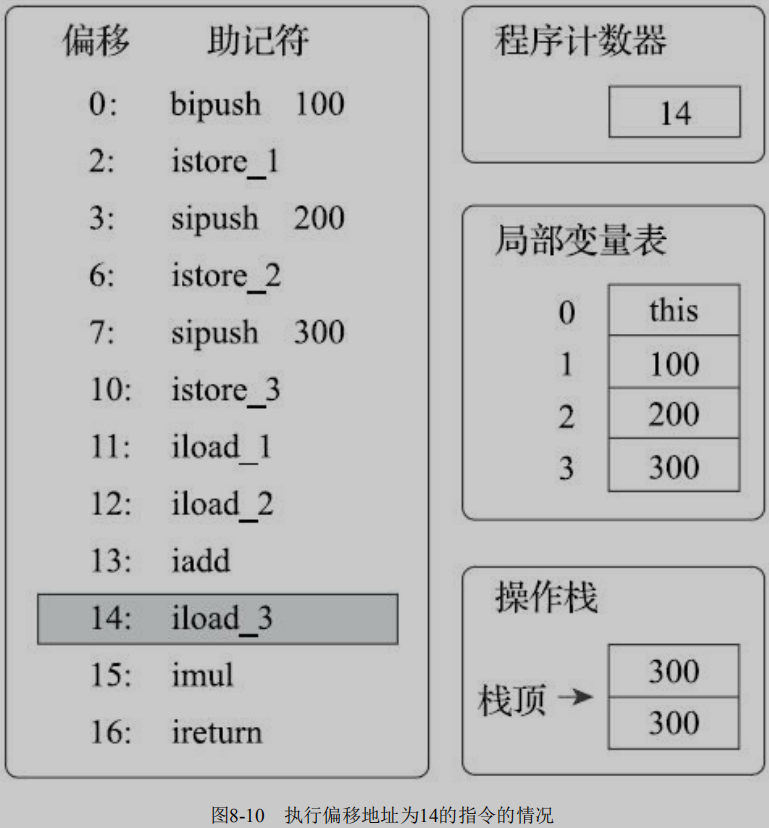 偏移 助记符
0: bipush 100
2: istore_1
3: sipush 200
6: istore_2
7: sipush 300
10: istore_3
11: iload_1
12: iload_2
13: iadd
14: iload_3
15: imul
16: ireturn
程序计数器
14
局部变量表
0 this
1 100
2 200
3 300
操作栈
300
栈顶
300
图8-10 执行偏移地址为14的指令的情况